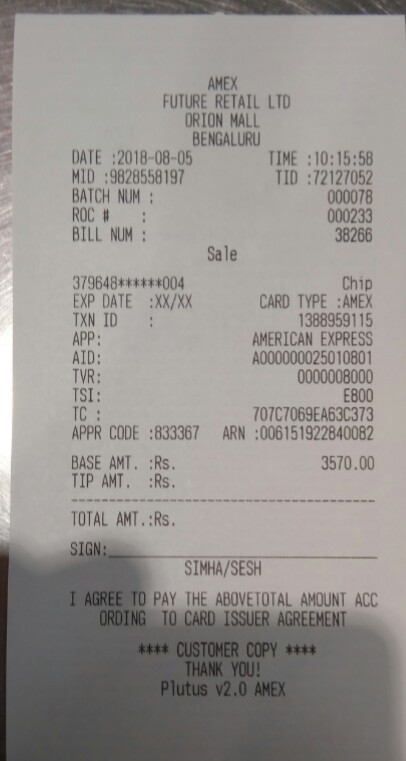 AMEX
FUTURE RETAIL LTD
ORION MALL
BENGALURU
DATE :2018-08-05 TIME :10:15:58
MID :9828558197 TID :72127052
BATCH NUM : 000078
ROC # : 000233
BILL NUM : 38266
Sale
379648******004 Chip
EXP DATE :XX/XX CARD TYPE :AMEX
TXN ID : 1388959115
APP: AMERICAN EXPRESS
AID: A000000025010801
TVR: 0000008000
TSI: E800
TC : 707C7069EA63C373
APPR CODE :833367 ARN :006151922840082
BASE AMT. :Rs. 3570.00
TIP AMT. :Rs.
TOTAL AMT.:Rs.
SIGN:
SIMHA/SESH
I AGREE TO PAY THE ABOVETOTAL AMOUNT ACC
ORDING TO CARD ISSUER AGREEMENT
**** CUSTOMER COPY ****
THANK YOU!
Plutus v2.0 AMEX